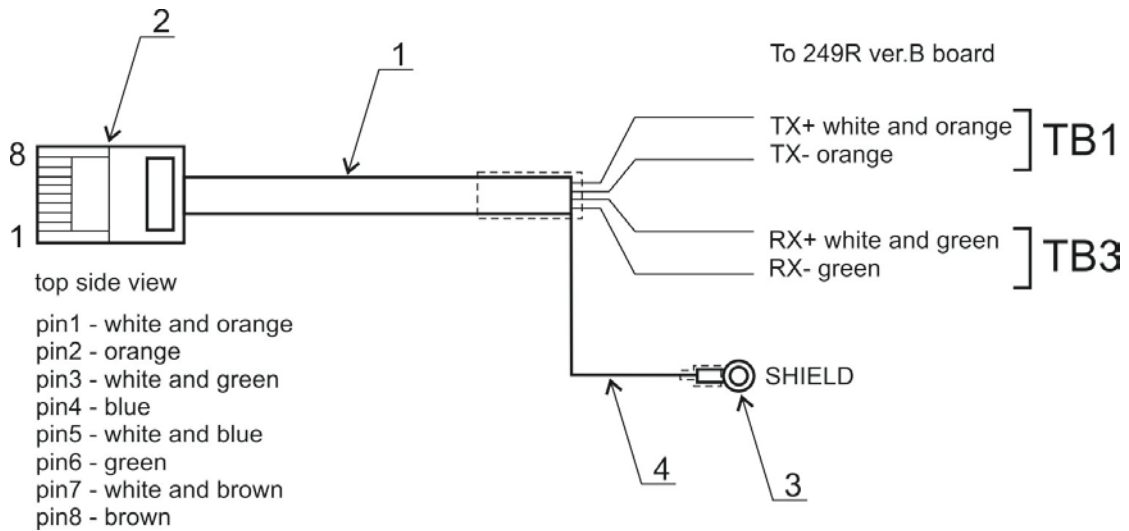 2
1
To 249R ver.B board
TX+ white and orange
TX- orange
TB1
8
1
RX+ white and green
RX- green
TB3
top side view
pin1 - white and orange
pin2 - orange
pin3 - white and green
pin4 - blue
pin5 - white and blue
pin6 - green
pin7 - white and brown
pin8 - brown
SHIELD
4
3